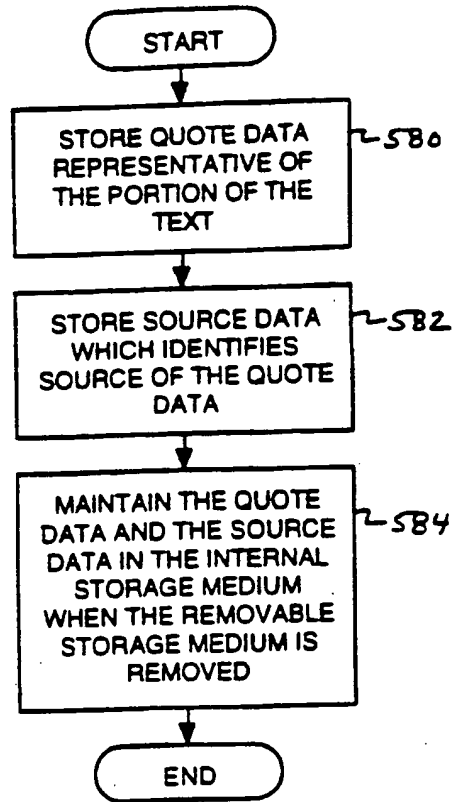 START
STORE QUOTE DATA
REPRESENTATIVE OF
THE PORTION OF THE
TEXT
580
STORE SOURCE DATA
WHICH IDENTIFIES
SOURCE OF THE QUOTE
DATA
582
MAINTAIN THE QUOTE
DATA AND THE SOURCE
DATA IN THE INTERNAL
STORAGE MEDIUM
WHEN THE REMOVABLE
STORAGE MEDIUM IS
REMOVED
584
END